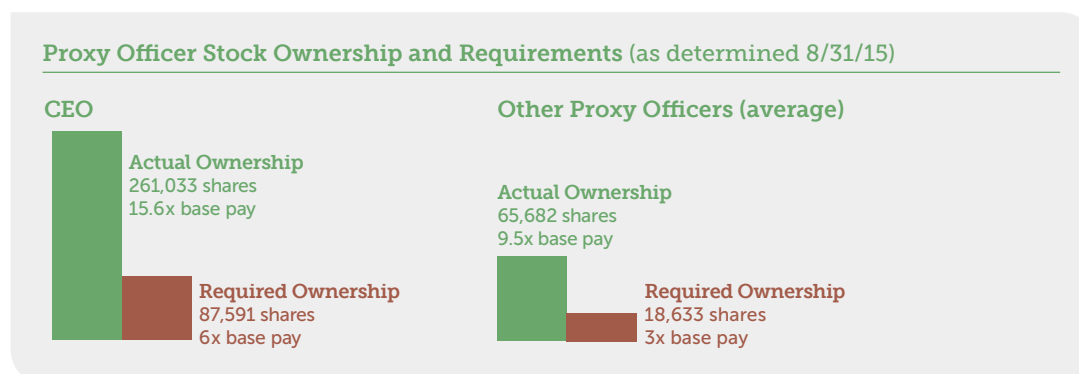 Proxy Officer Stock Ownership and Requirements (as determined 8/31/15)
CEO
Actual Ownership
261,033 shares
15.6x base pay
Required Ownership
87,591 shares
6x base pay
Other Proxy Officers (average)
Actual Ownership
65,682 shares
9.5x base pay
Required Ownership
18,633 shares
3x base pay